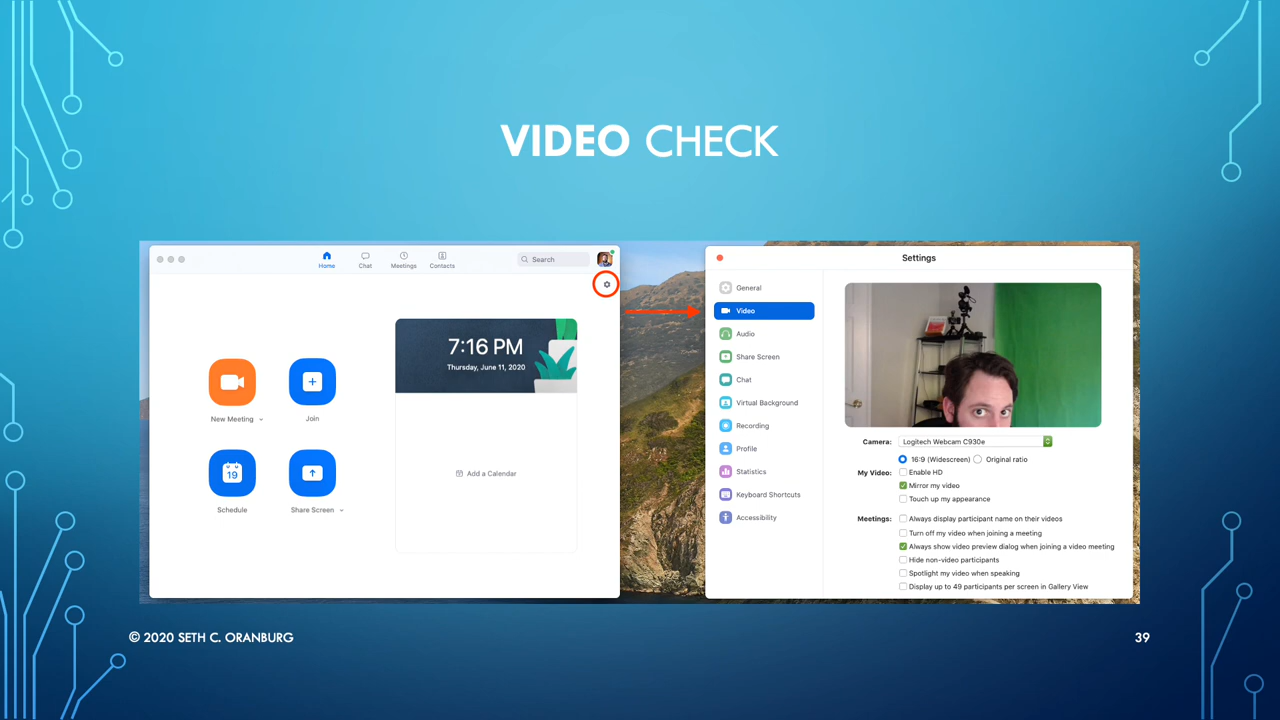 VIDEO CHECK
Home
Chat
Meetings
Contacts
Search
7:16 PM
Thursday, June 11, 2020
New Meeting
Join
19
Schedule
Share Screen
Add a Calendar
Settings
General
Video
Audio
Share Screen
Chat
Virtual Background
Recording
Profile
Statistics
Keyboard Shortcuts
Accessibility
Camera: Logitech Webcam C930e
16:9 (Widescreen) Original ratio
My Video: Enable HD
Mirror my video
Touch up my appearance
Meetings: Always display participant name on their videos
Turn off my video when joining a meeting
Always show video preview dialog when joining a video meeting
Hide non-video participants
Spotlight my video when speaking
Display up to 49 participants per screen in Gallery View
© 2020 SETH C. ORANBURG
39